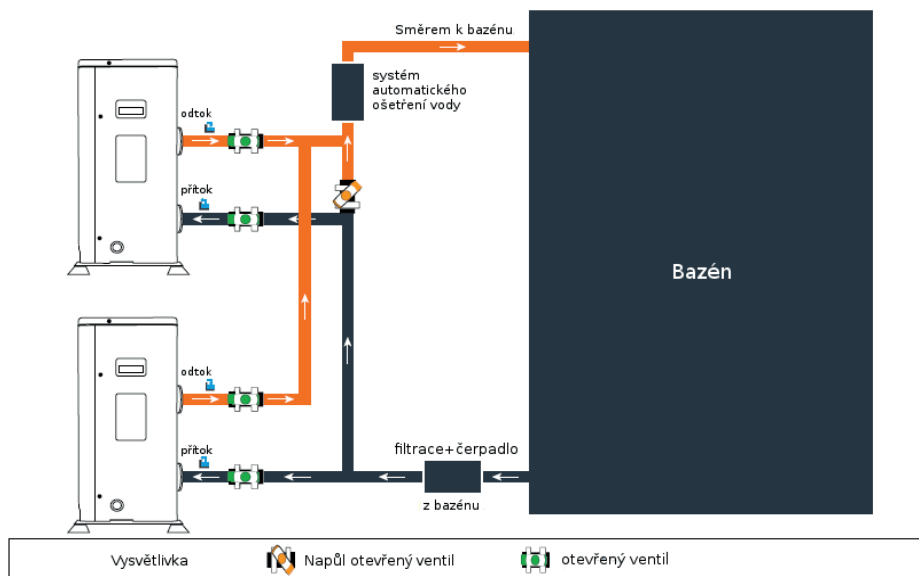 Směrem k bazénu
systém
automatického
ošetření vody
odtok
přítok
Bazén
odtok
přítok
filtrace+čerpadlo
z bazénu
Vysvětlivka
Napůl otevřený ventil
otevřený ventil